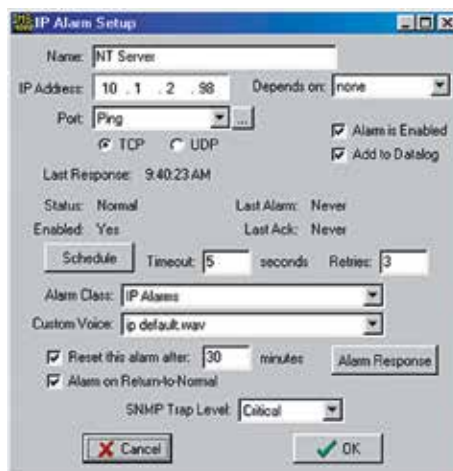 IP Alarm Setup
Name: NT Server
IP Address: 10 . 1 . 2 . 98 Depends on: none
Port: Ping ...
TCP UDP
Alarm is Enabled
Add to Datalog
Last Response: 9:40:23 AM
Status: Normal Last Alarm: Never
Enabled: Yes Last Ack: Never
Schedule Timeout: 5 seconds Retries: 3
Alarm Class: IP Alarms
Custom Voice: ip default.wav
Reset this alarm after: 30 minutes Alarm Response
Alarm on Return-to-Normal
SNMP Trap Level: Critical
Cancel OK